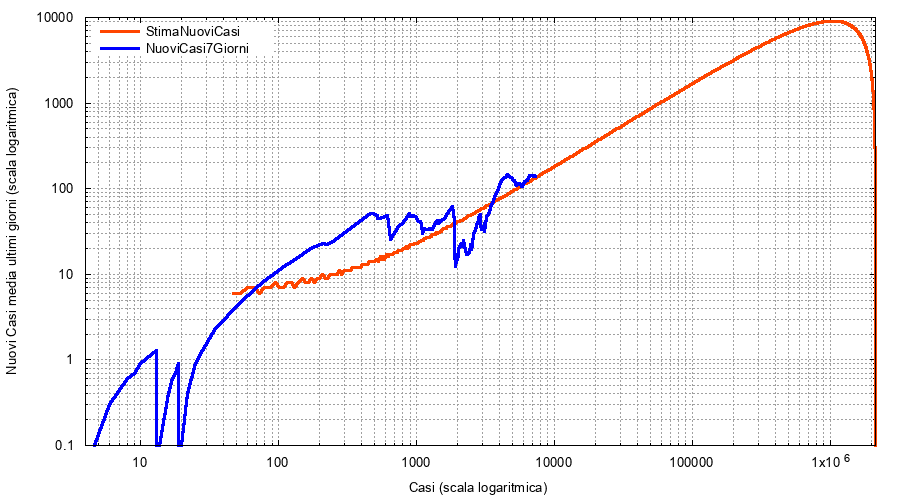 StimaNuoviCasi
NuoviCasi7Giorni
Nuovi Casi media ultimi giorni (scala logaritmica)
10000
1000
100
10
1
0.1
10 100 1000 10000 100000 1x10 6
Casi (scala logaritmica)